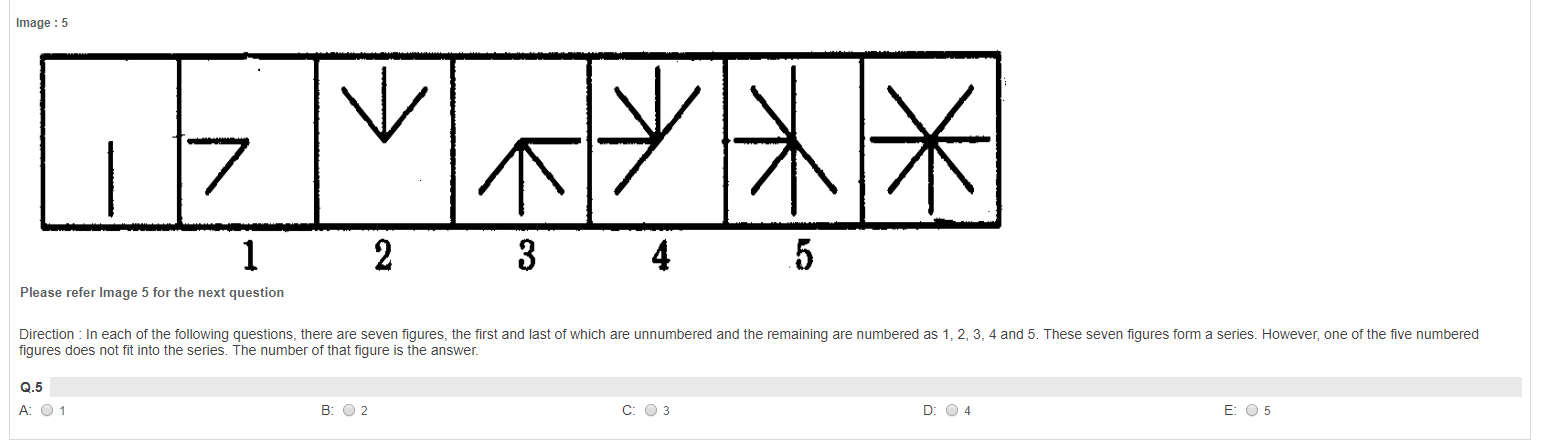 Image : 5
1 2 3 4 5
Please refer Image 5 for the next question
Direction : In each of the following questions, there are seven figures, the first and last of which are unnumbered and the remaining are numbered as 1, 2, 3, 4 and 5. These seven figures form a series. However, one of the five numbered
figures does not fit into the series. The number of that figure is the answer.
Q.5
A: 1 B: 2 C: 3 D: 4 E: 5